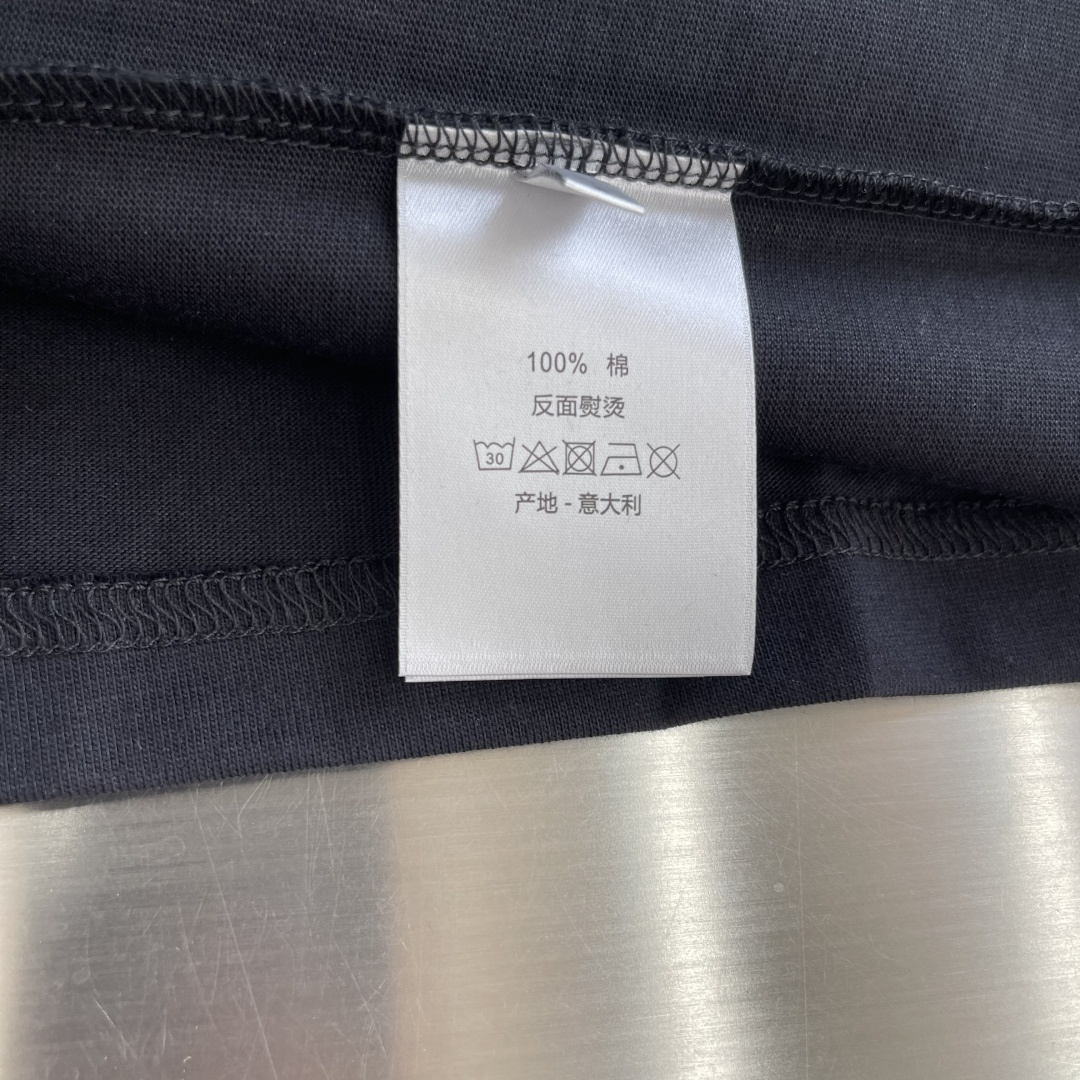 100% 棉
反面熨烫
30
产地 - 意大利